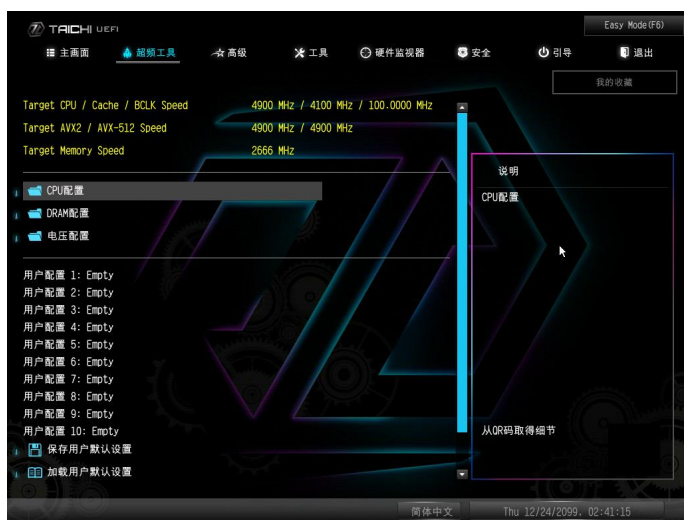 TAICHI UEFI
Easy Mode(F6)
主画面 超频工具 高级 工具 硬件监视器 安全 引导 退出
我的收藏
Target CPU / Cache / BCLK Speed 4900 MHz / 4100 MHz / 100.0000 MHz
Target AVX2 / AVX-512 Speed 4900 MHz / 4900 MHz
Target Memory Speed 2666 MHz
说明
CPU配置
CPU配置
DRAM配置
电压配置
用户配置 1: Empty
用户配置 2: Empty
用户配置 3: Empty
用户配置 4: Empty
用户配置 5: Empty
用户配置 6: Empty
用户配置 7: Empty
用户配置 8: Empty
用户配置 9: Empty
用户配置 10: Empty
从QR码取得细节
保存用户默认设置
加载用户默认设置
简体中文
Thu 12/24/2099, 02:41:15